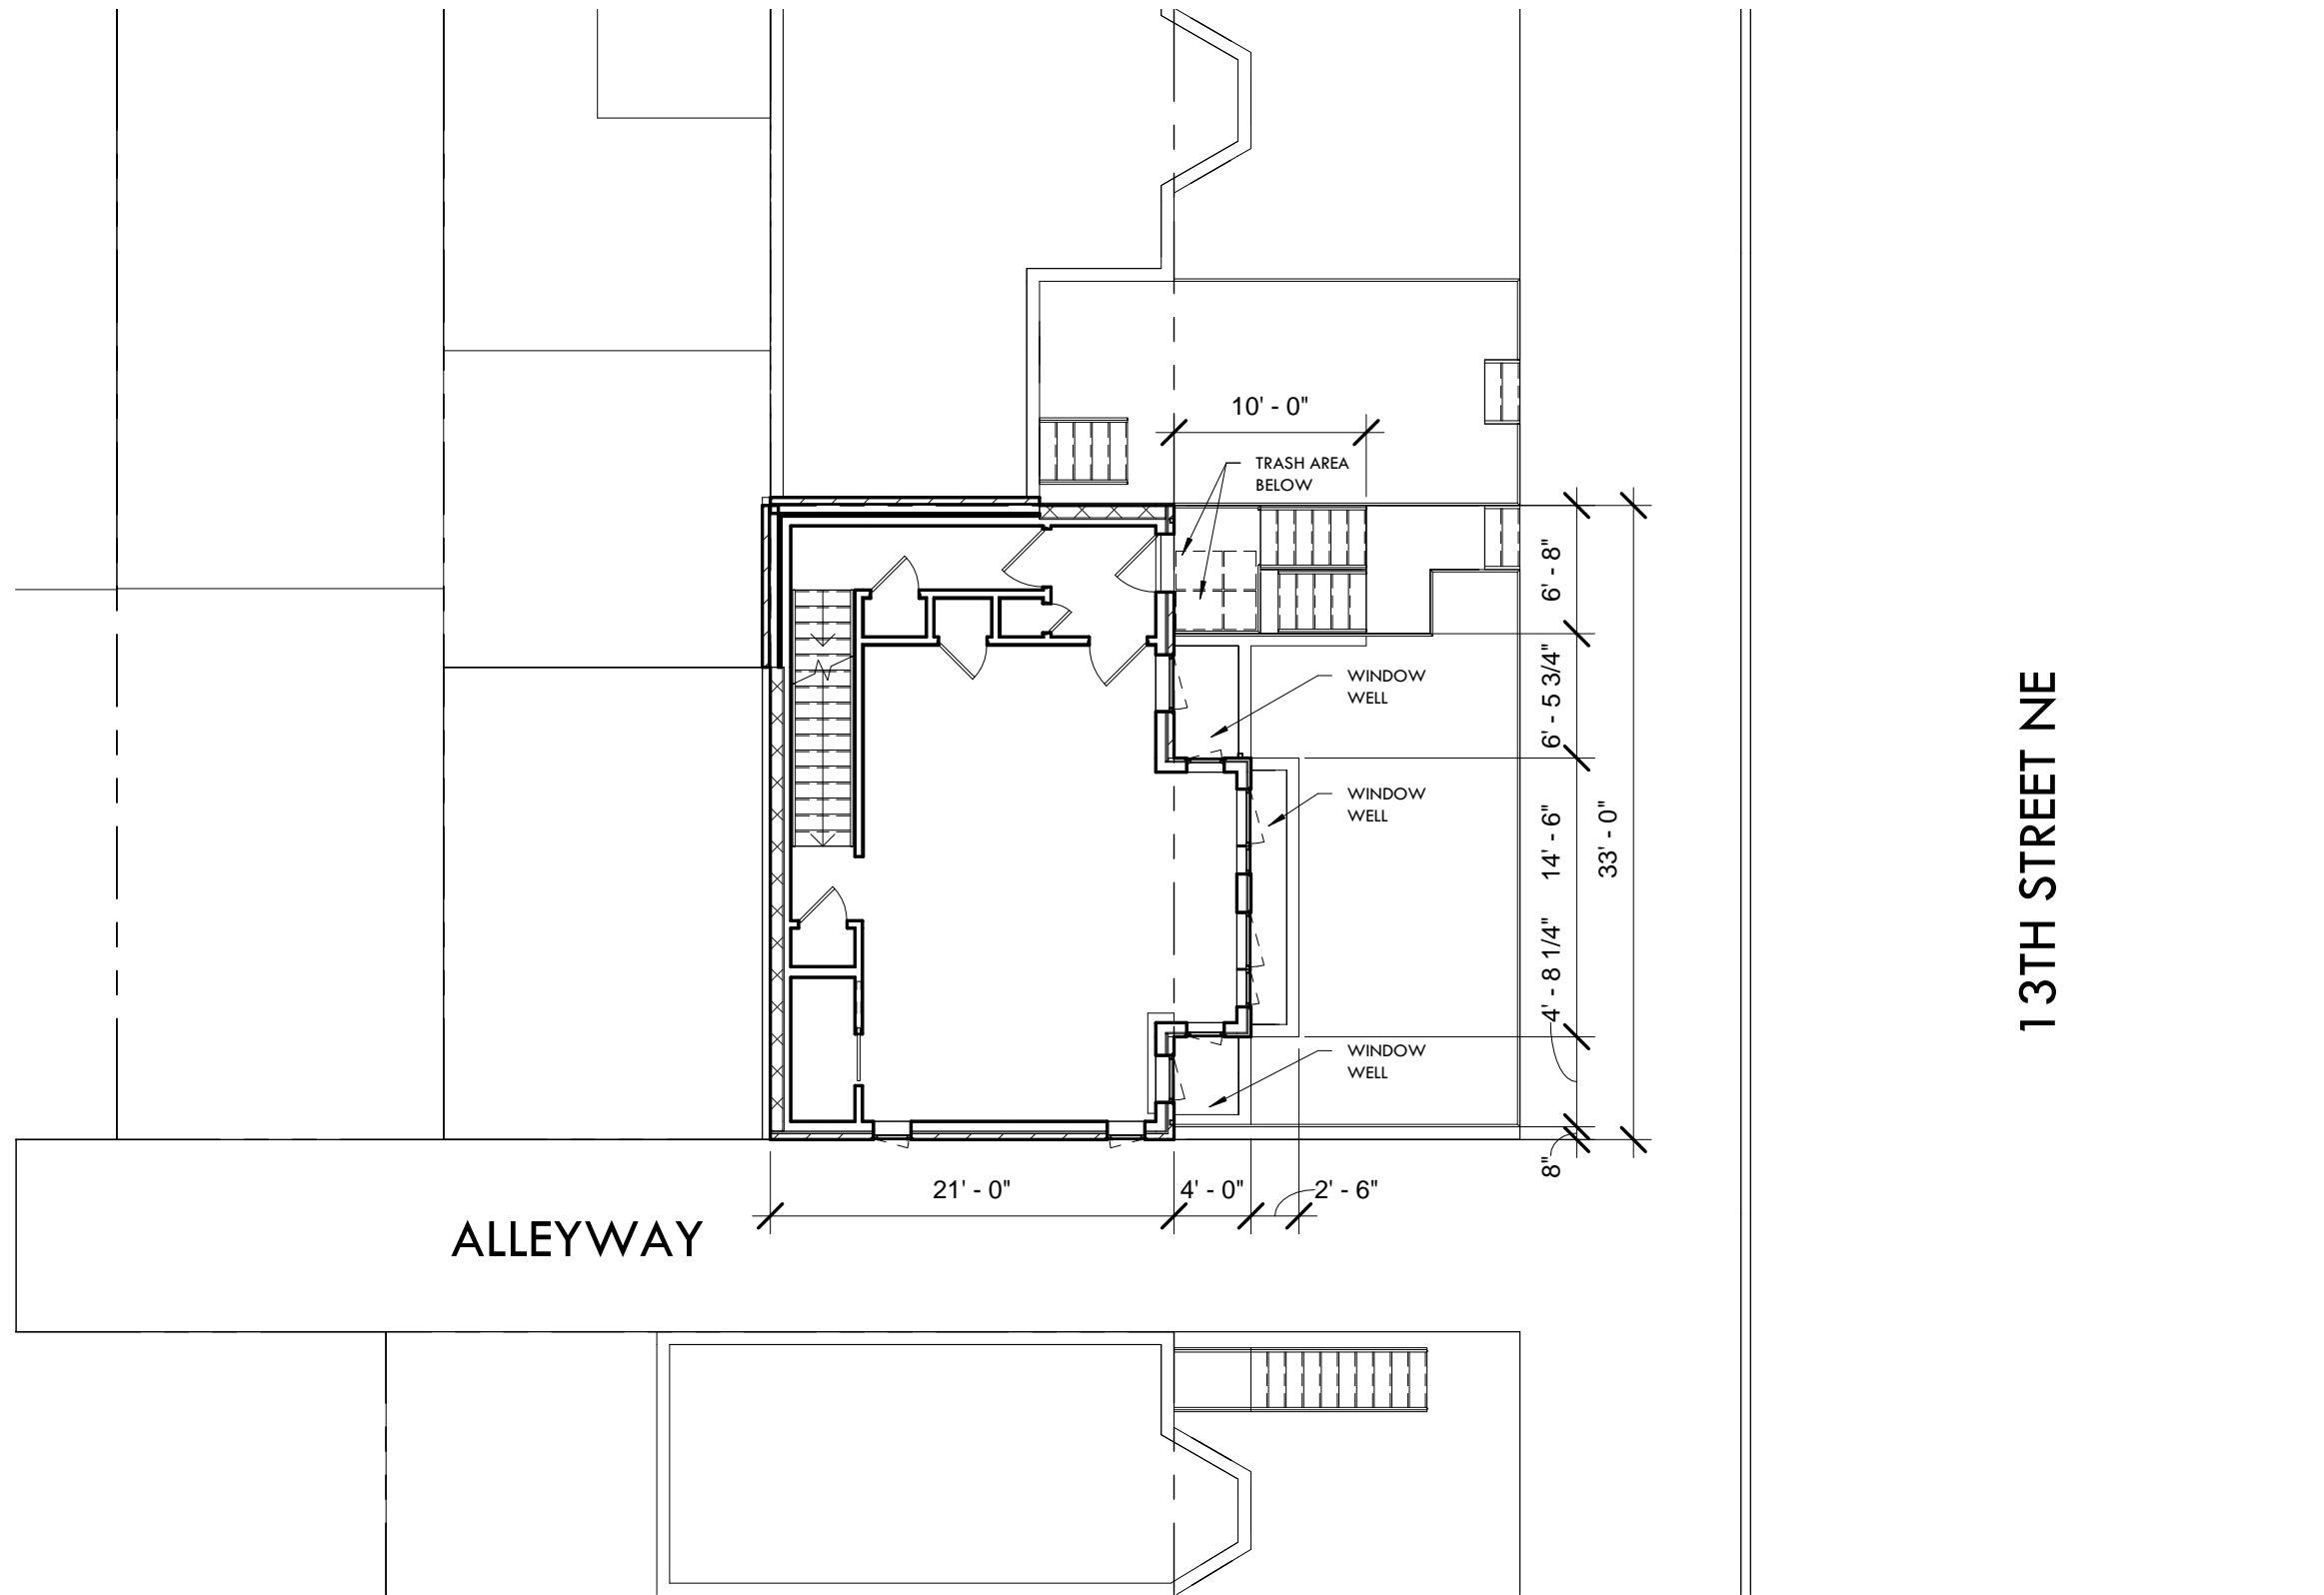 10' - 0"
TRASH AREA
BELOW
6' - 8"
WINDOW
WELL
6' - 5 3/4"
WINDOW
WELL
14' - 6"
33' - 0"
4' - 8 1/4"
WINDOW
WELL
8"
21' - 0"
4' - 0"
2' - 6"
ALLEYWAY
13TH STREET NE